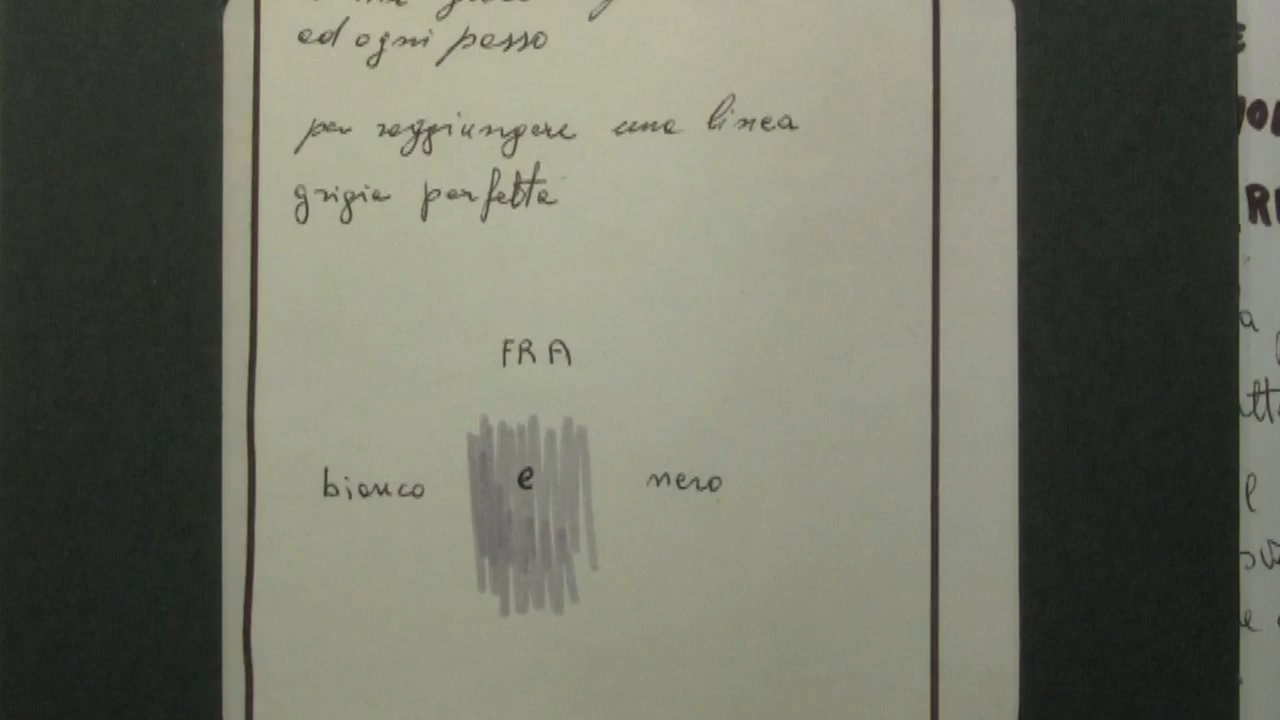 ed ogni passo
per raggiungere una linea
grigia perfetta
FRA
bianco e nero